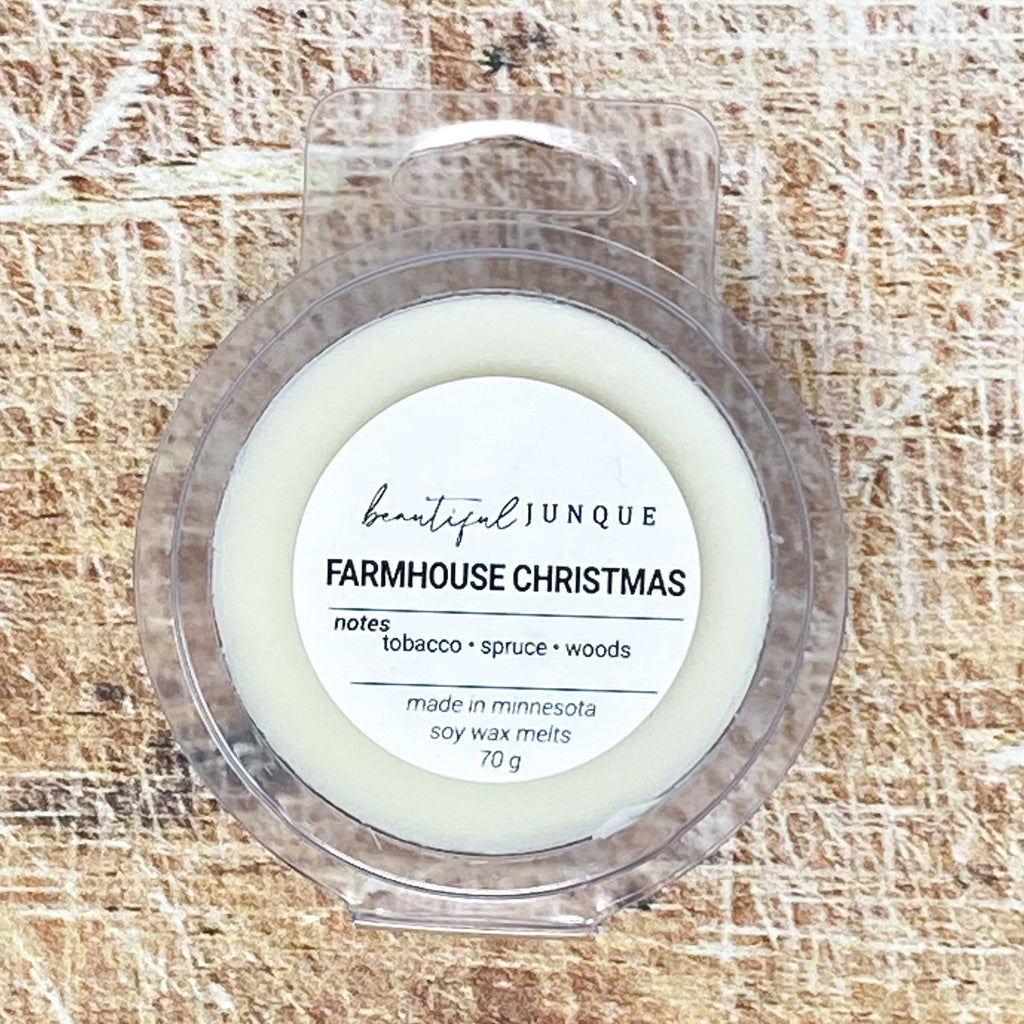 beautiful JUNQUE
FARMHOUSE CHRISTMAS
notes
tobacco • spruce • woods
made in minnesota
soy wax melts
70 g